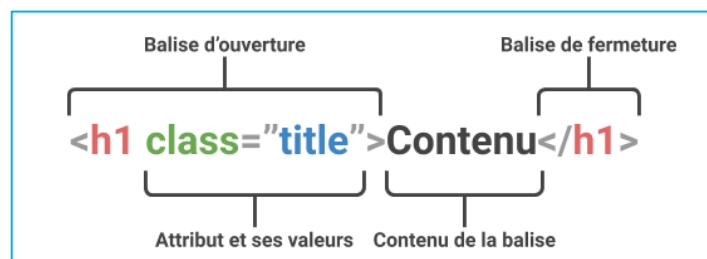 Balise d’ouverture Balise de fermeture
<h1 class=”title”>Contenu</h1>
Attribut et ses valeurs Contenu de la balise